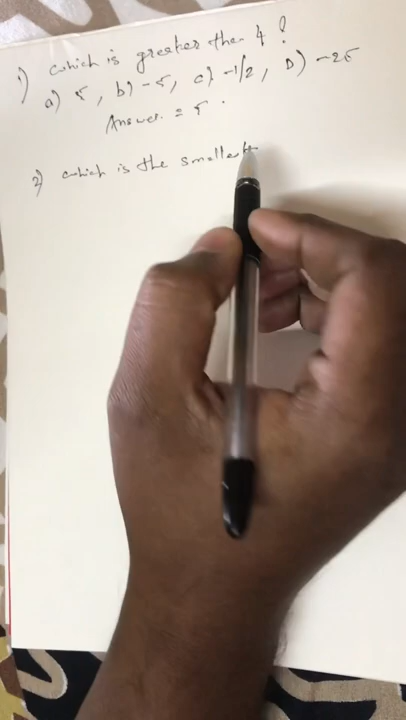 1) Which is greater than 4 ?
a) 5 , b) -5, c) -1/2 , D) -25
Answer = 5 .
2) which is the smallest